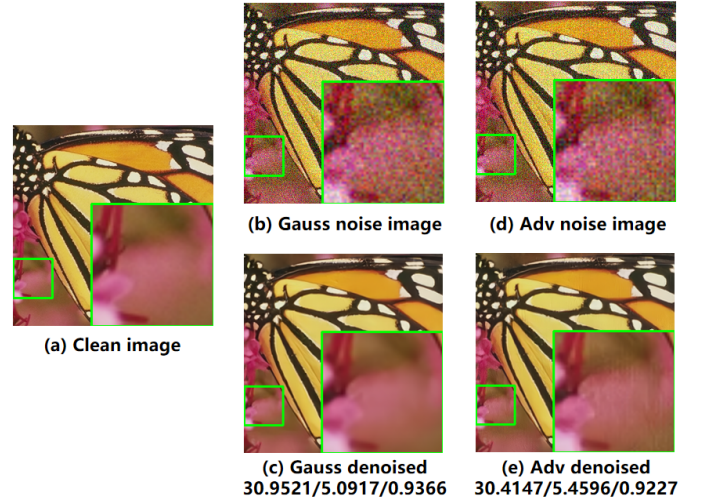 (a) Clean image
(b) Gauss noise image
(d) Adv noise image
(c) Gauss denoised
30.9521/5.0917/0.9366
(e) Adv denoised
30.4147/5.4596/0.9227